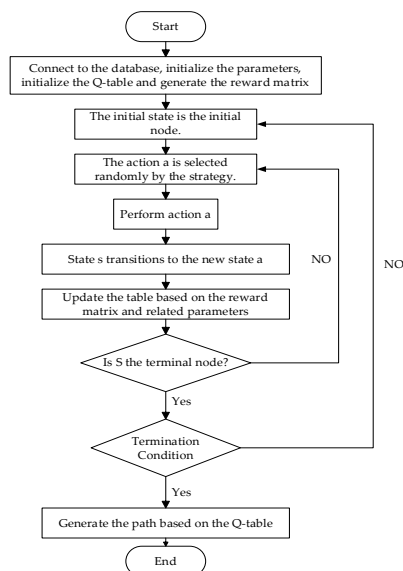 Start
Connect to the database, initialize the parameters,
initialize the Q-table and generate the reward matrix
The initial state is the initial
node.
The action a is selected
randomly by the strategy.
Perform action a
State s transitions to the new state a
NO
NO
Update the table based on the reward
matrix and related parameters
Is S the terminal node?
Yes
Termination
Condition
Yes
Generate the path based on the Q-table
End